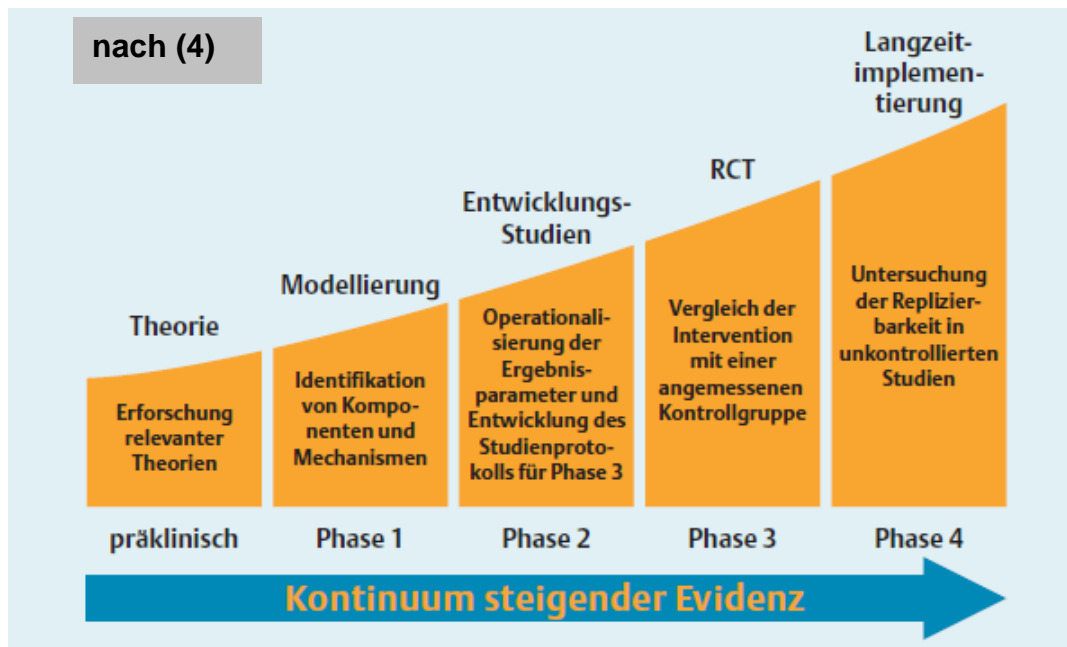 nach (4)
Theorie
Erforschung
relevanter
Theorien
präklinisch
Modellierung
Identifikation
von Kompo-
nenten und
Mechanismen
Phase 1
Entwicklungs-
Studien
Operationali-
sierung der
Ergebnis-
parameter und
Entwicklung des
Studienproto-
kolls für Phase 3
Phase 2
RCT
Vergleich der
Intervention
mit einer
angemessenen
Kontrollgruppe
Phase 3
Langzeit-
implemen-
tierung
Untersuchung
der Replizier-
barkeit in
unkontrollierten
Studien
Phase 4
Kontinuum steigender Evidenz